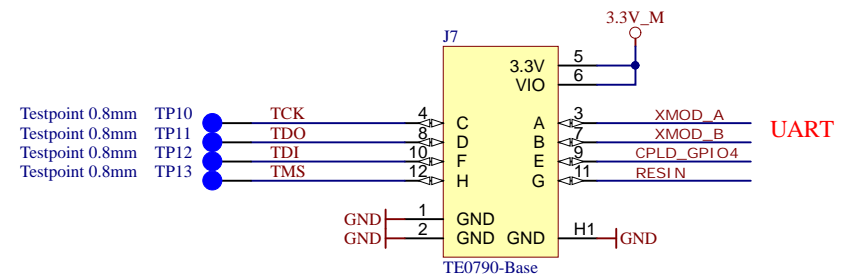 3.3V_M
J7
3.3V 5
VIO 6
Testpoint 0.8mm TP10 TCK 4 C A 3 XMOD_A
Testpoint 0.8mm TP11 TDO 8 D B 7 XMOD_B UART
Testpoint 0.8mm TP12 TDI 10 F E 9 CPLD_GPIO4
Testpoint 0.8mm TP13 TMS 12 H G 11 RESIN
GND 1 GND
GND 2 GND GND H1 GND
TE0790-Base